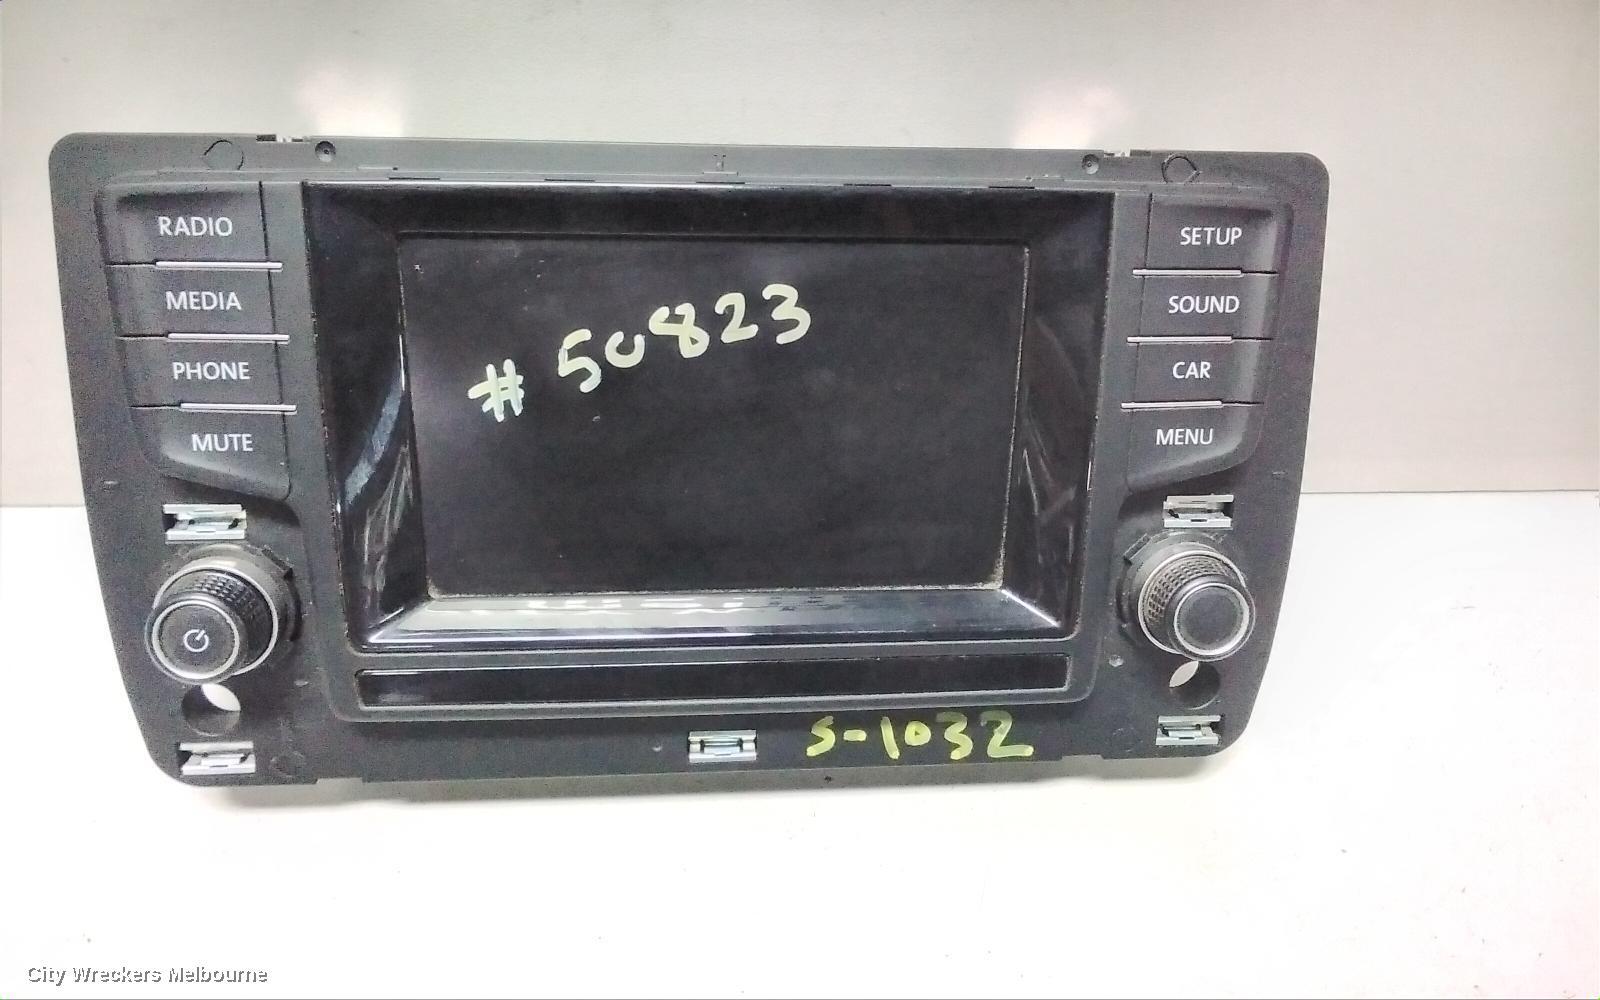 RADIO
MEDIA
PHONE
MUTE
# 50823
SETUP
SOUND
CAR
MENU
S-1032
City Wreckers Melbourne